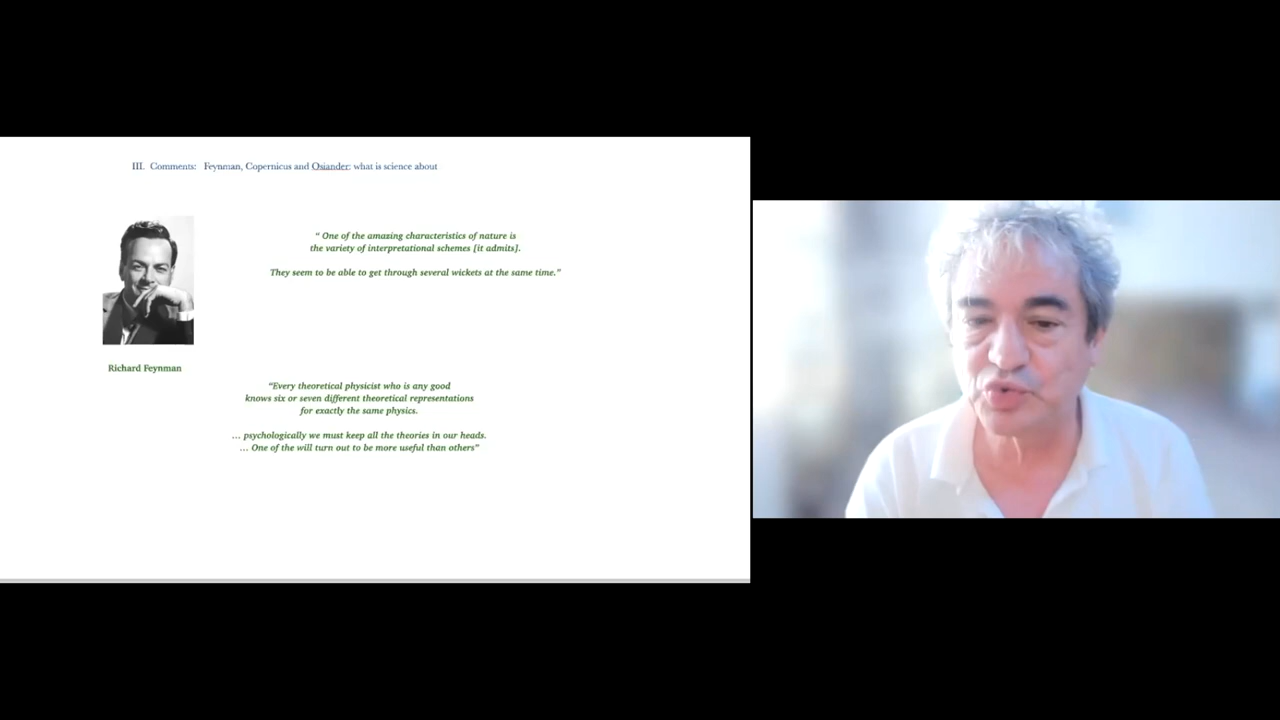 III. Comments: Feynman, Copernicus and Osiander: what is science about
" One of the amazing characteristics of nature is
the variety of interpretational schemes [it admits].
They seem to be able to get through several wickets at the same time."
Richard Feynman
"Every theoretical physicist who is any good
knows six or seven different theoretical representations
for exactly the same physics.
... psychologically we must keep all the theories in our heads.
... One of the will turn out to be more useful than others"